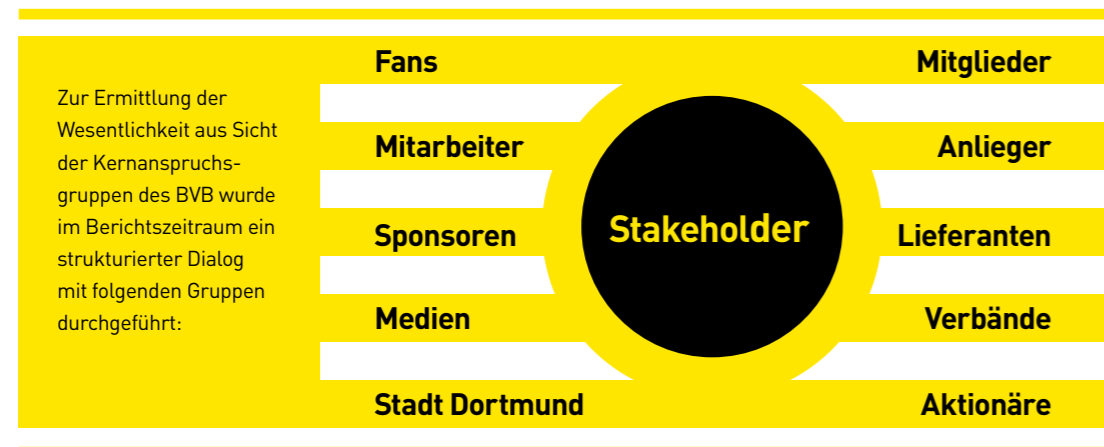 Zur Ermittlung der
Wesentlichkeit aus Sicht
der Kernanspruchs-
gruppen des BVB wurde
im Berichtszeitraum ein
strukturierter Dialog
mit folgenden Gruppen
durchgeführt:
Fans
Mitarbeiter
Sponsoren
Medien
Stadt Dortmund
Stakeholder
Mitglieder
Anlieger
Lieferanten
Verbände
Aktionäre